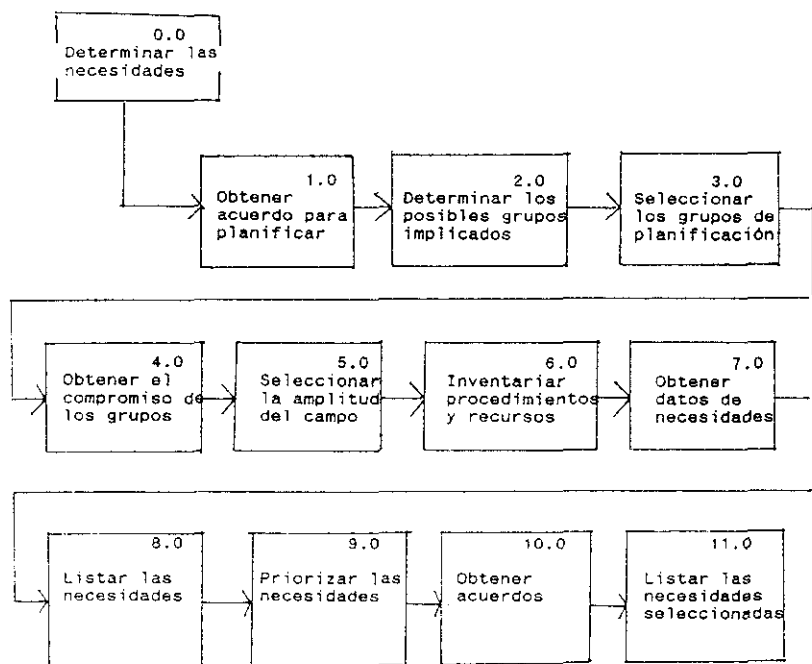 0.0
Determinar las
necesidades
1.0
Obtener
acuerdo para
planificar
2.0
Determinar los
posibles grupos
implicados
3.0
Seleccionar
los grupos de
planificación
4.0
Obtener el
compromiso de
los grupos
5.0
Seleccionar
la amplitud
del campo
6.0
Inventariar
procedimientos
y recursos
7.0
Obtener
datos de
necesidades
8.0
Listar las
necesidades
9.0
Priorizar las
necesidades
10.0
Obtener
acuerdos
11.0
Listar las
necesidades
seleccionadas